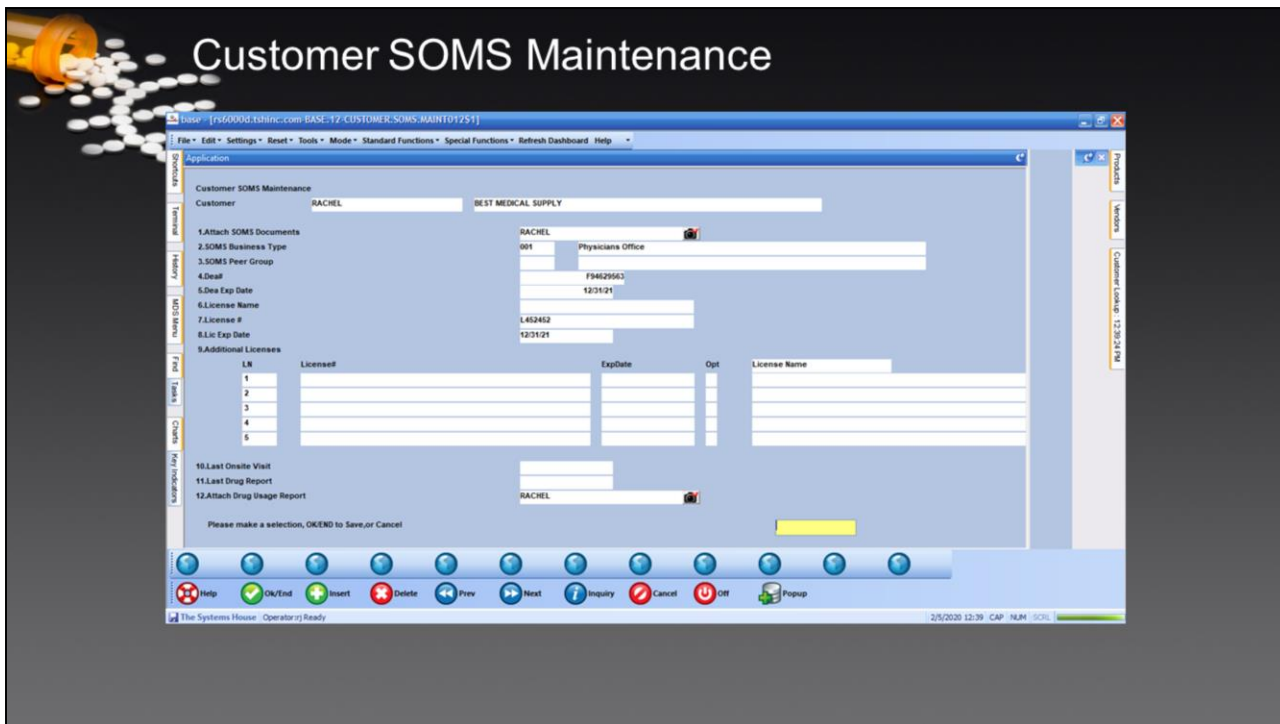 Customer SOMS Maintenance
base - [rs6000d.tshinc.com-BASE.12-CUSTOMER.SOMS.MAINT01251]
File Edit Settings Reset Tools Mode Standard Functions Special Functions Refresh Dashboard Help
Application
Shortcuts
Terminal
History
MDS Menu
Find
Tasks
Charts
Key Indicators
Customer SOMS Maintenance
Customer RACHEL BEST MEDICAL SUPPLY
1.Attach SOMS Documents RACHEL
2.SOMS Business Type 001 Physicians Office
3.SOMS Peer Group
4.Dea# F94629563
5.Dea Exp Date 12/31/21
6.License Name
7.License # L452452
8.Lic Exp Date 12/31/21
9.Additional Licenses
LN License# ExpDate Opt License Name
1
2
3
4
5
10.Last Onsite Visit
11.Last Drug Report
12.Attach Drug Usage Report RACHEL
Please make a selection, OK/END to Save,or Cancel
Products
Vendors
Customer Lookup : 12:39:24 PM
Help Ok/End Insert Delete Prev Next Inquiry Cancel Off Popup
The Systems House Operator:rj Ready 2/5/2020 12:39 CAP NUM SCRL